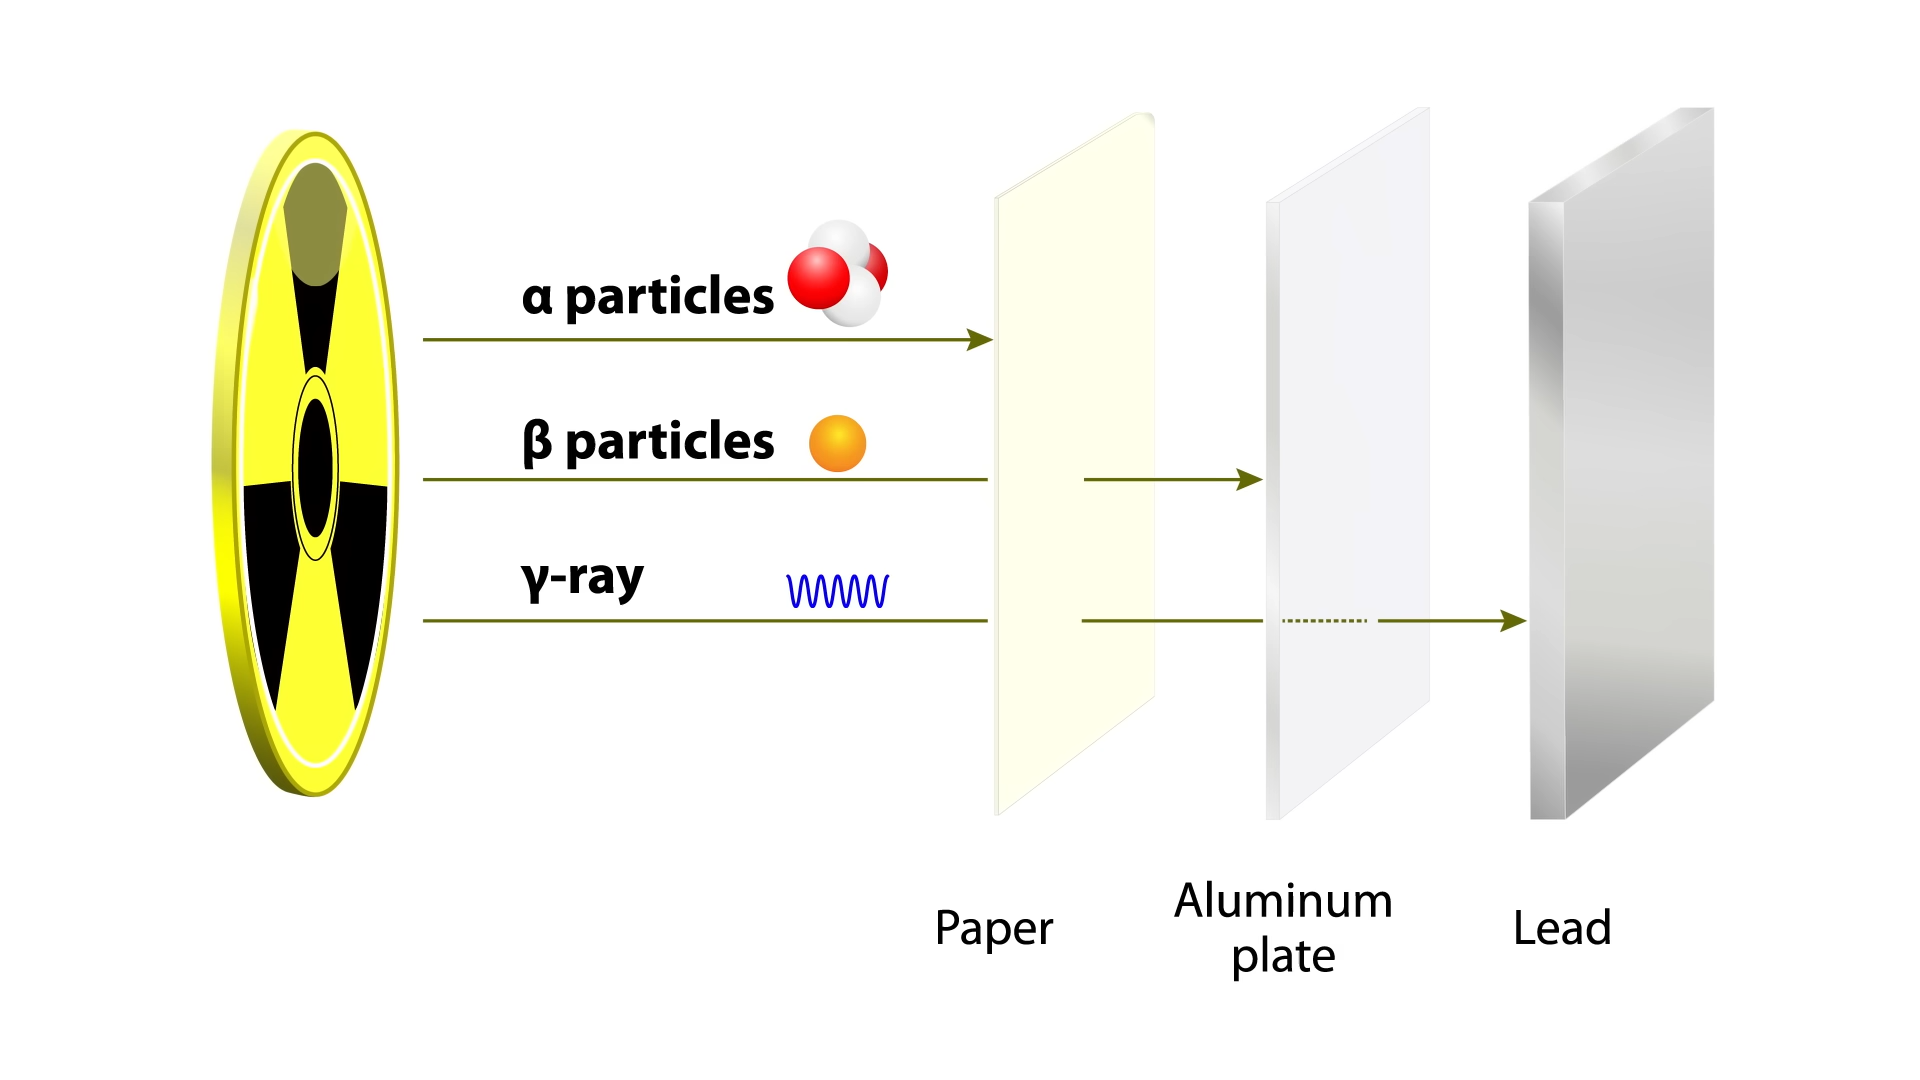 α particles
β particles
γ-ray
Paper
Aluminum
plate
Lead